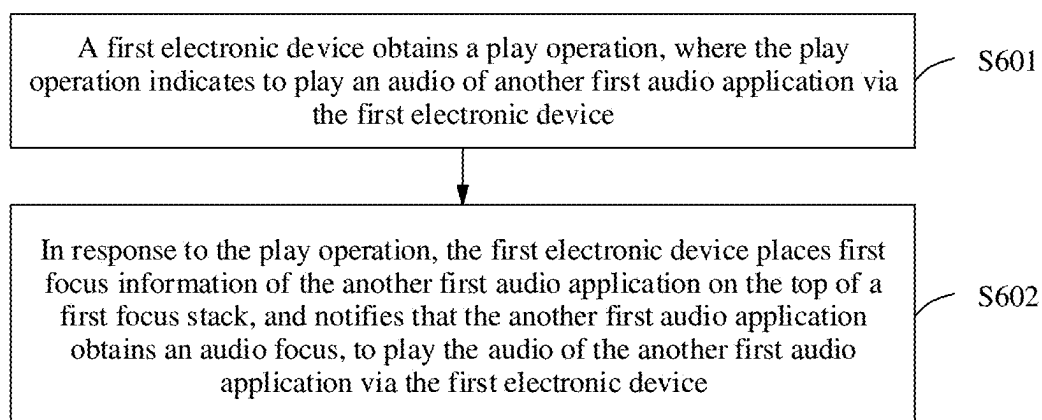 A first electronic device obtains a play operation, where the play
operation indicates to play an audio of another first audio application via
the first electronic device
S601
In response to the play operation, the first electronic device places first
focus information of the another first audio application on the top of a
first focus stack, and notifies that the another first audio application
obtains an audio focus, to play the audio of the another first audio
application via the first electronic device
S602